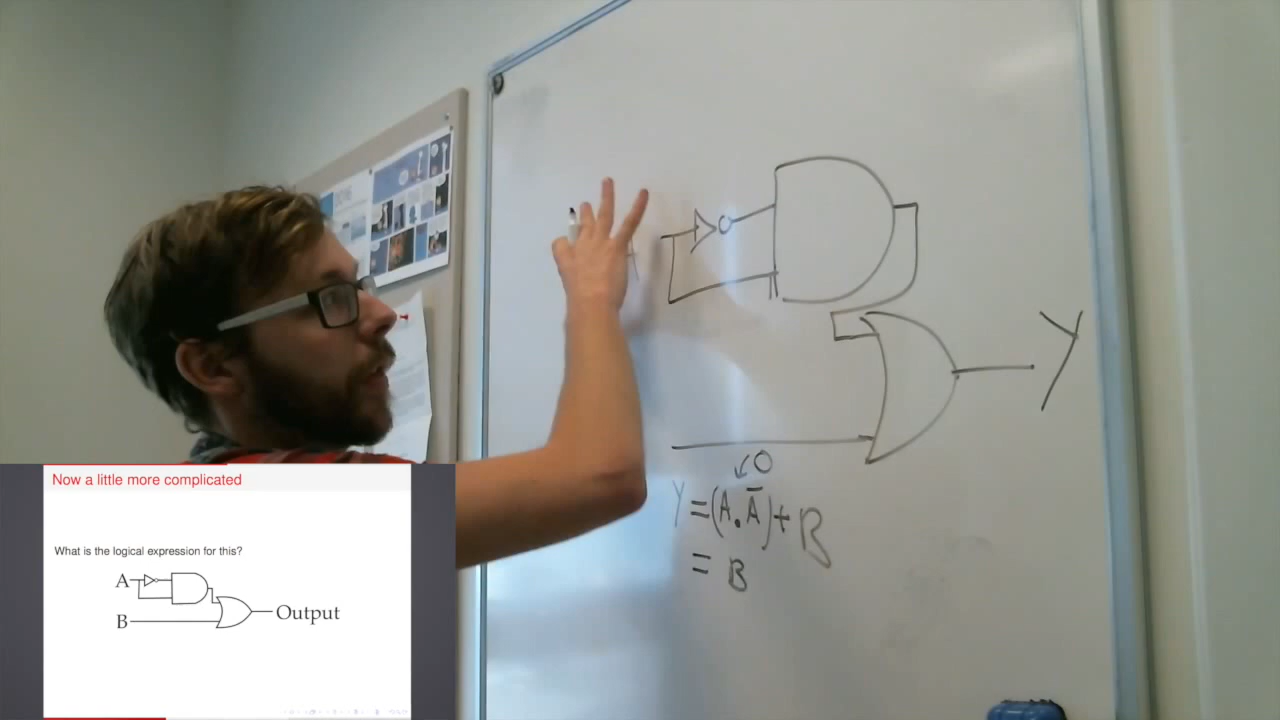 A
Y
0
Y = (A . A̅) + B
= B
Now a little more complicated
What is the logical expression for this?
A
B
Output